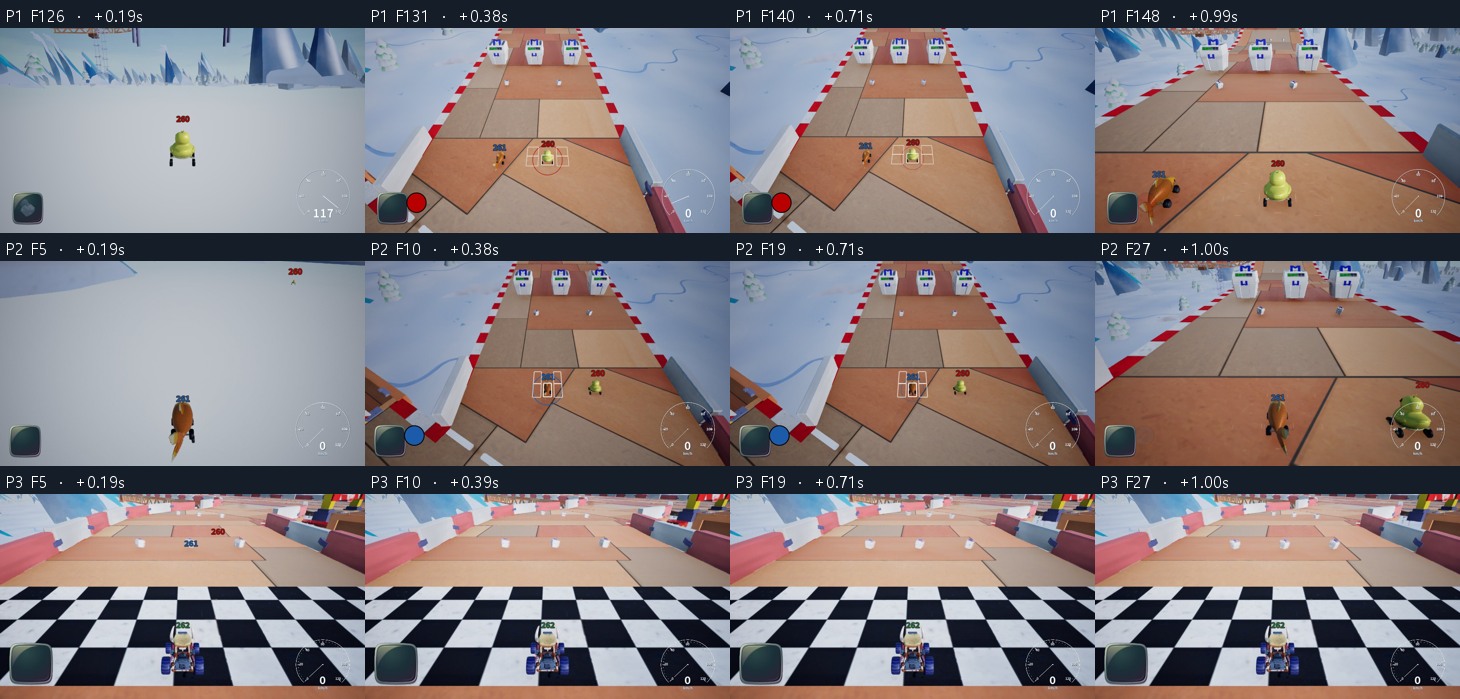 P1 F126 · +0.19s
P1 F131 · +0.38s
P1 F140 · +0.71s
P1 F148 · +0.99s
260
117
261
260
0
261
260
0
261
260
0
P2 F5 · +0.19s
P2 F10 · +0.38s
P2 F19 · +0.71s
P2 F27 · +1.00s
260
261
0
261
260
0
261
260
0
261
260
0
P3 F5 · +0.19s
P3 F10 · +0.39s
P3 F19 · +0.71s
P3 F27 · +1.00s
260
261
262
0
262
0
262
0
262
0